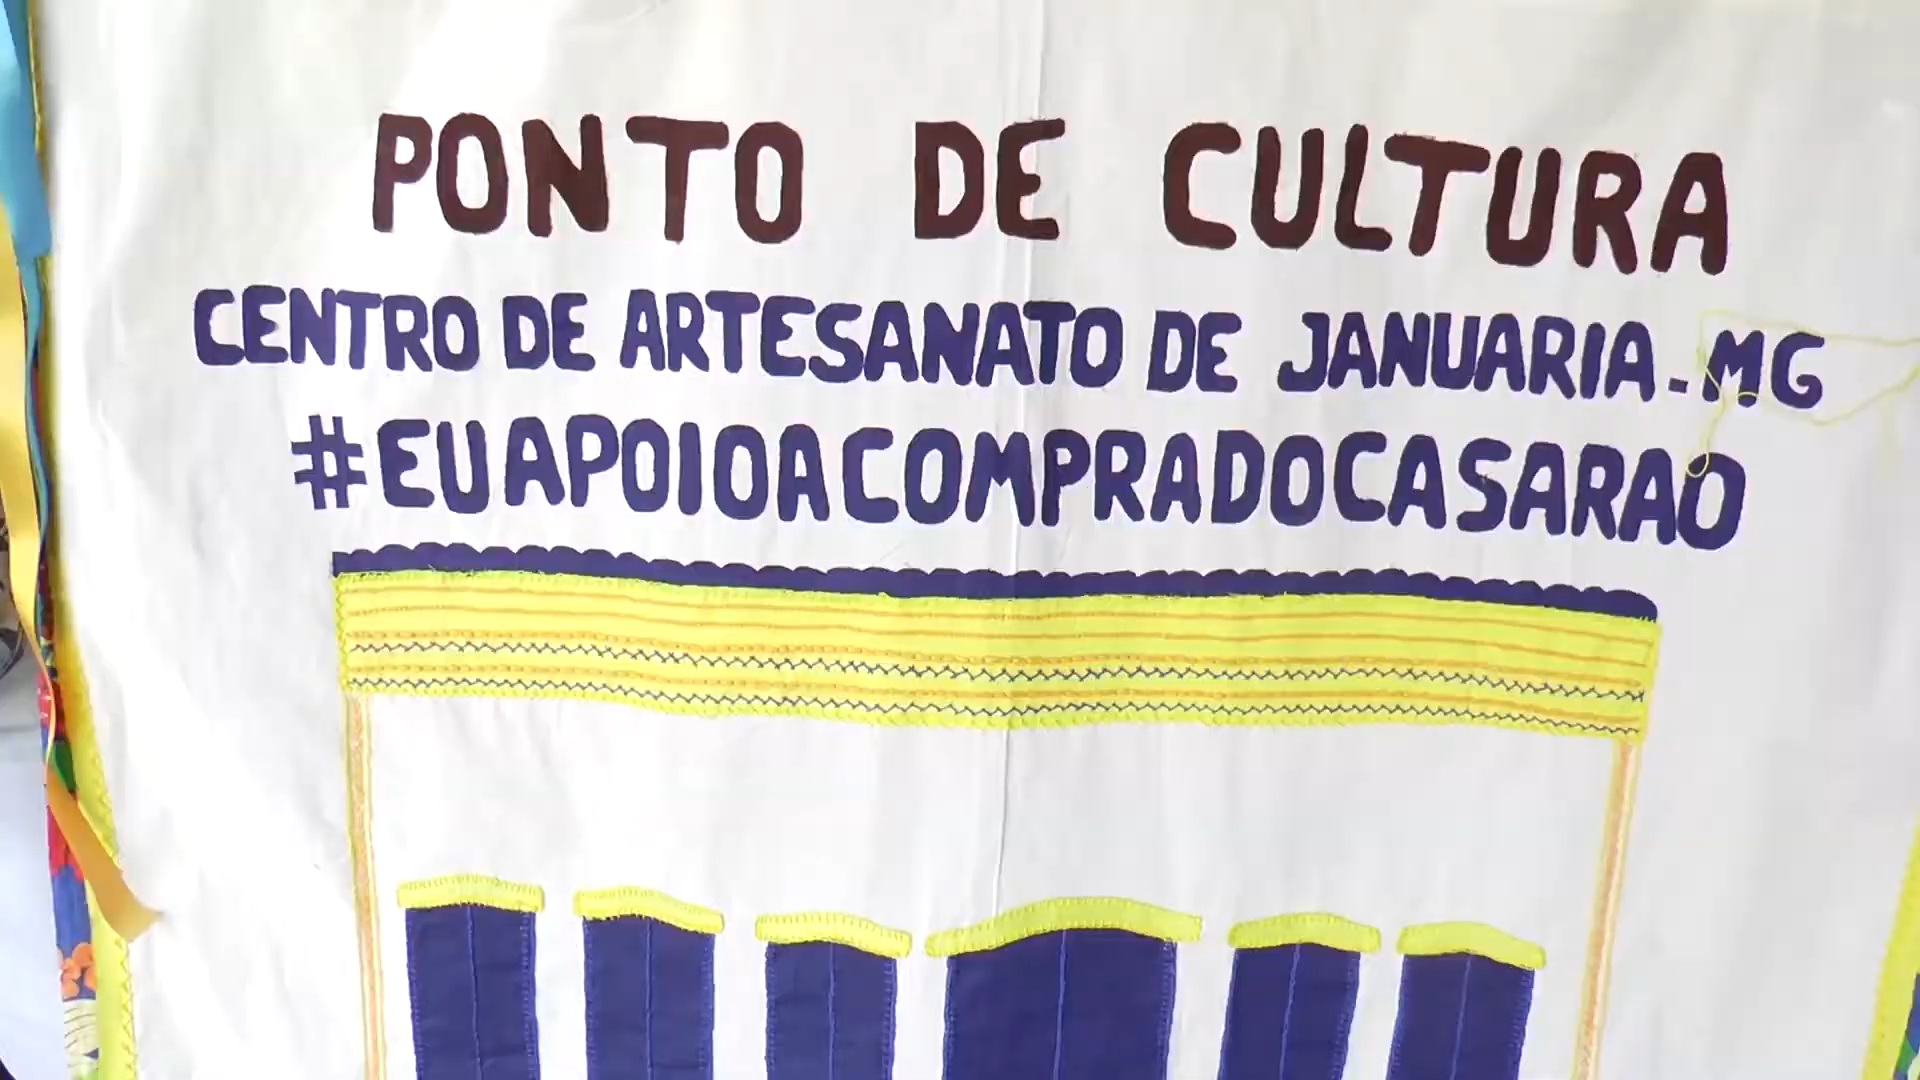 PONTO DE CULTURA
CENTRO DE ARTESANATO DE JANUARIA-MG
#EUAPOIOACOMPRADOCASARAO